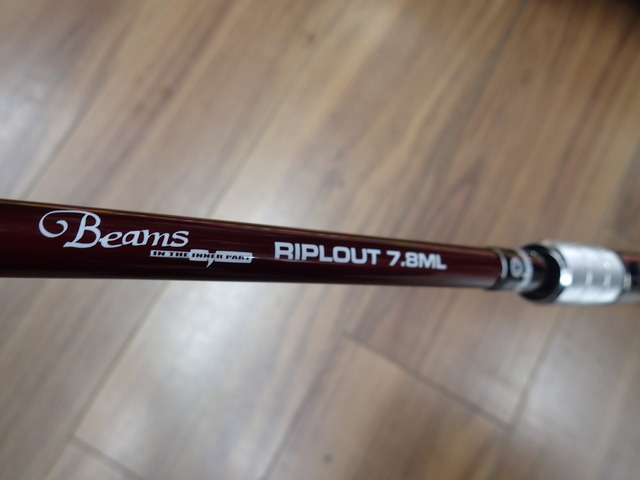 Beams
IN THE INNER PART
RIPLOUT 7.8ML